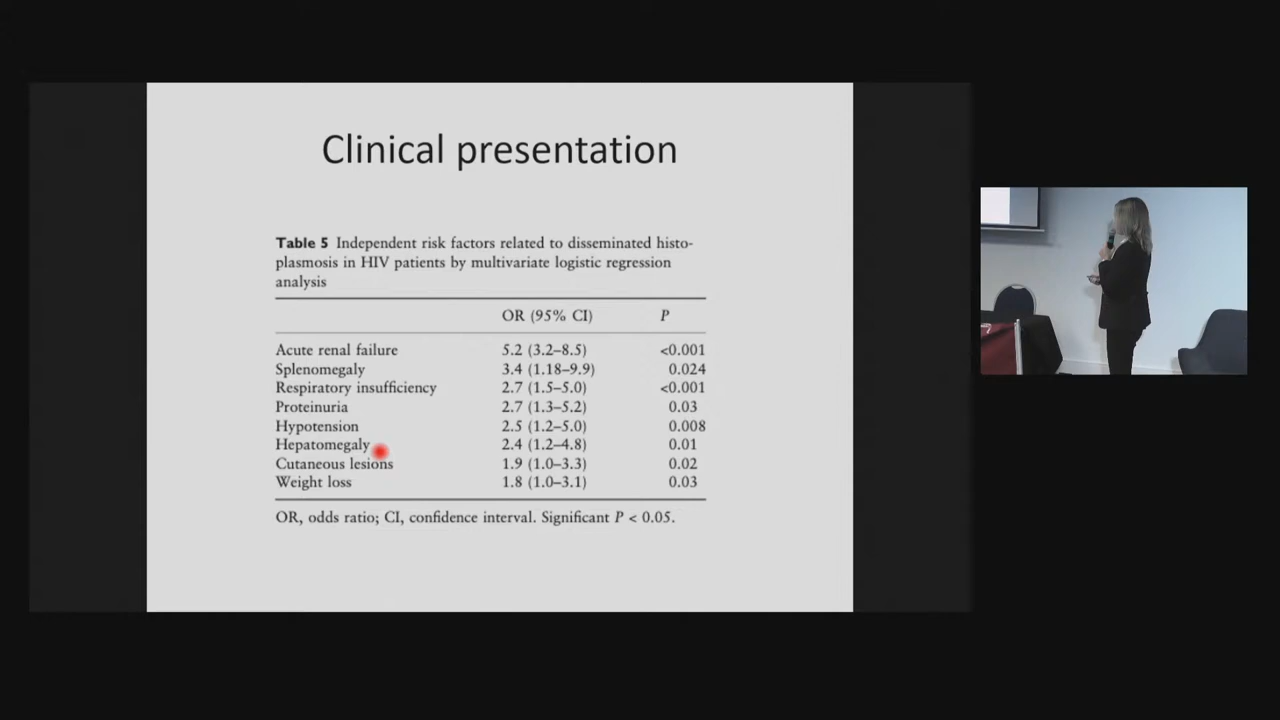 Clinical presentation
Table 5 Independent risk factors related to disseminated histo-
plasmosis in HIV patients by multivariate logistic regression
analysis
OR (95% CI) P
Acute renal failure 5.2 (3.2–8.5) <0.001
Splenomegaly 3.4 (1.18–9.9) 0.024
Respiratory insufficiency 2.7 (1.5–5.0) <0.001
Proteinuria 2.7 (1.3–5.2) 0.03
Hypotension 2.5 (1.2–5.0) 0.008
Hepatomegaly 2.4 (1.2–4.8) 0.01
Cutaneous lesions 1.9 (1.0–3.3) 0.02
Weight loss 1.8 (1.0–3.1) 0.03
OR, odds ratio; CI, confidence interval. Significant P < 0.05.